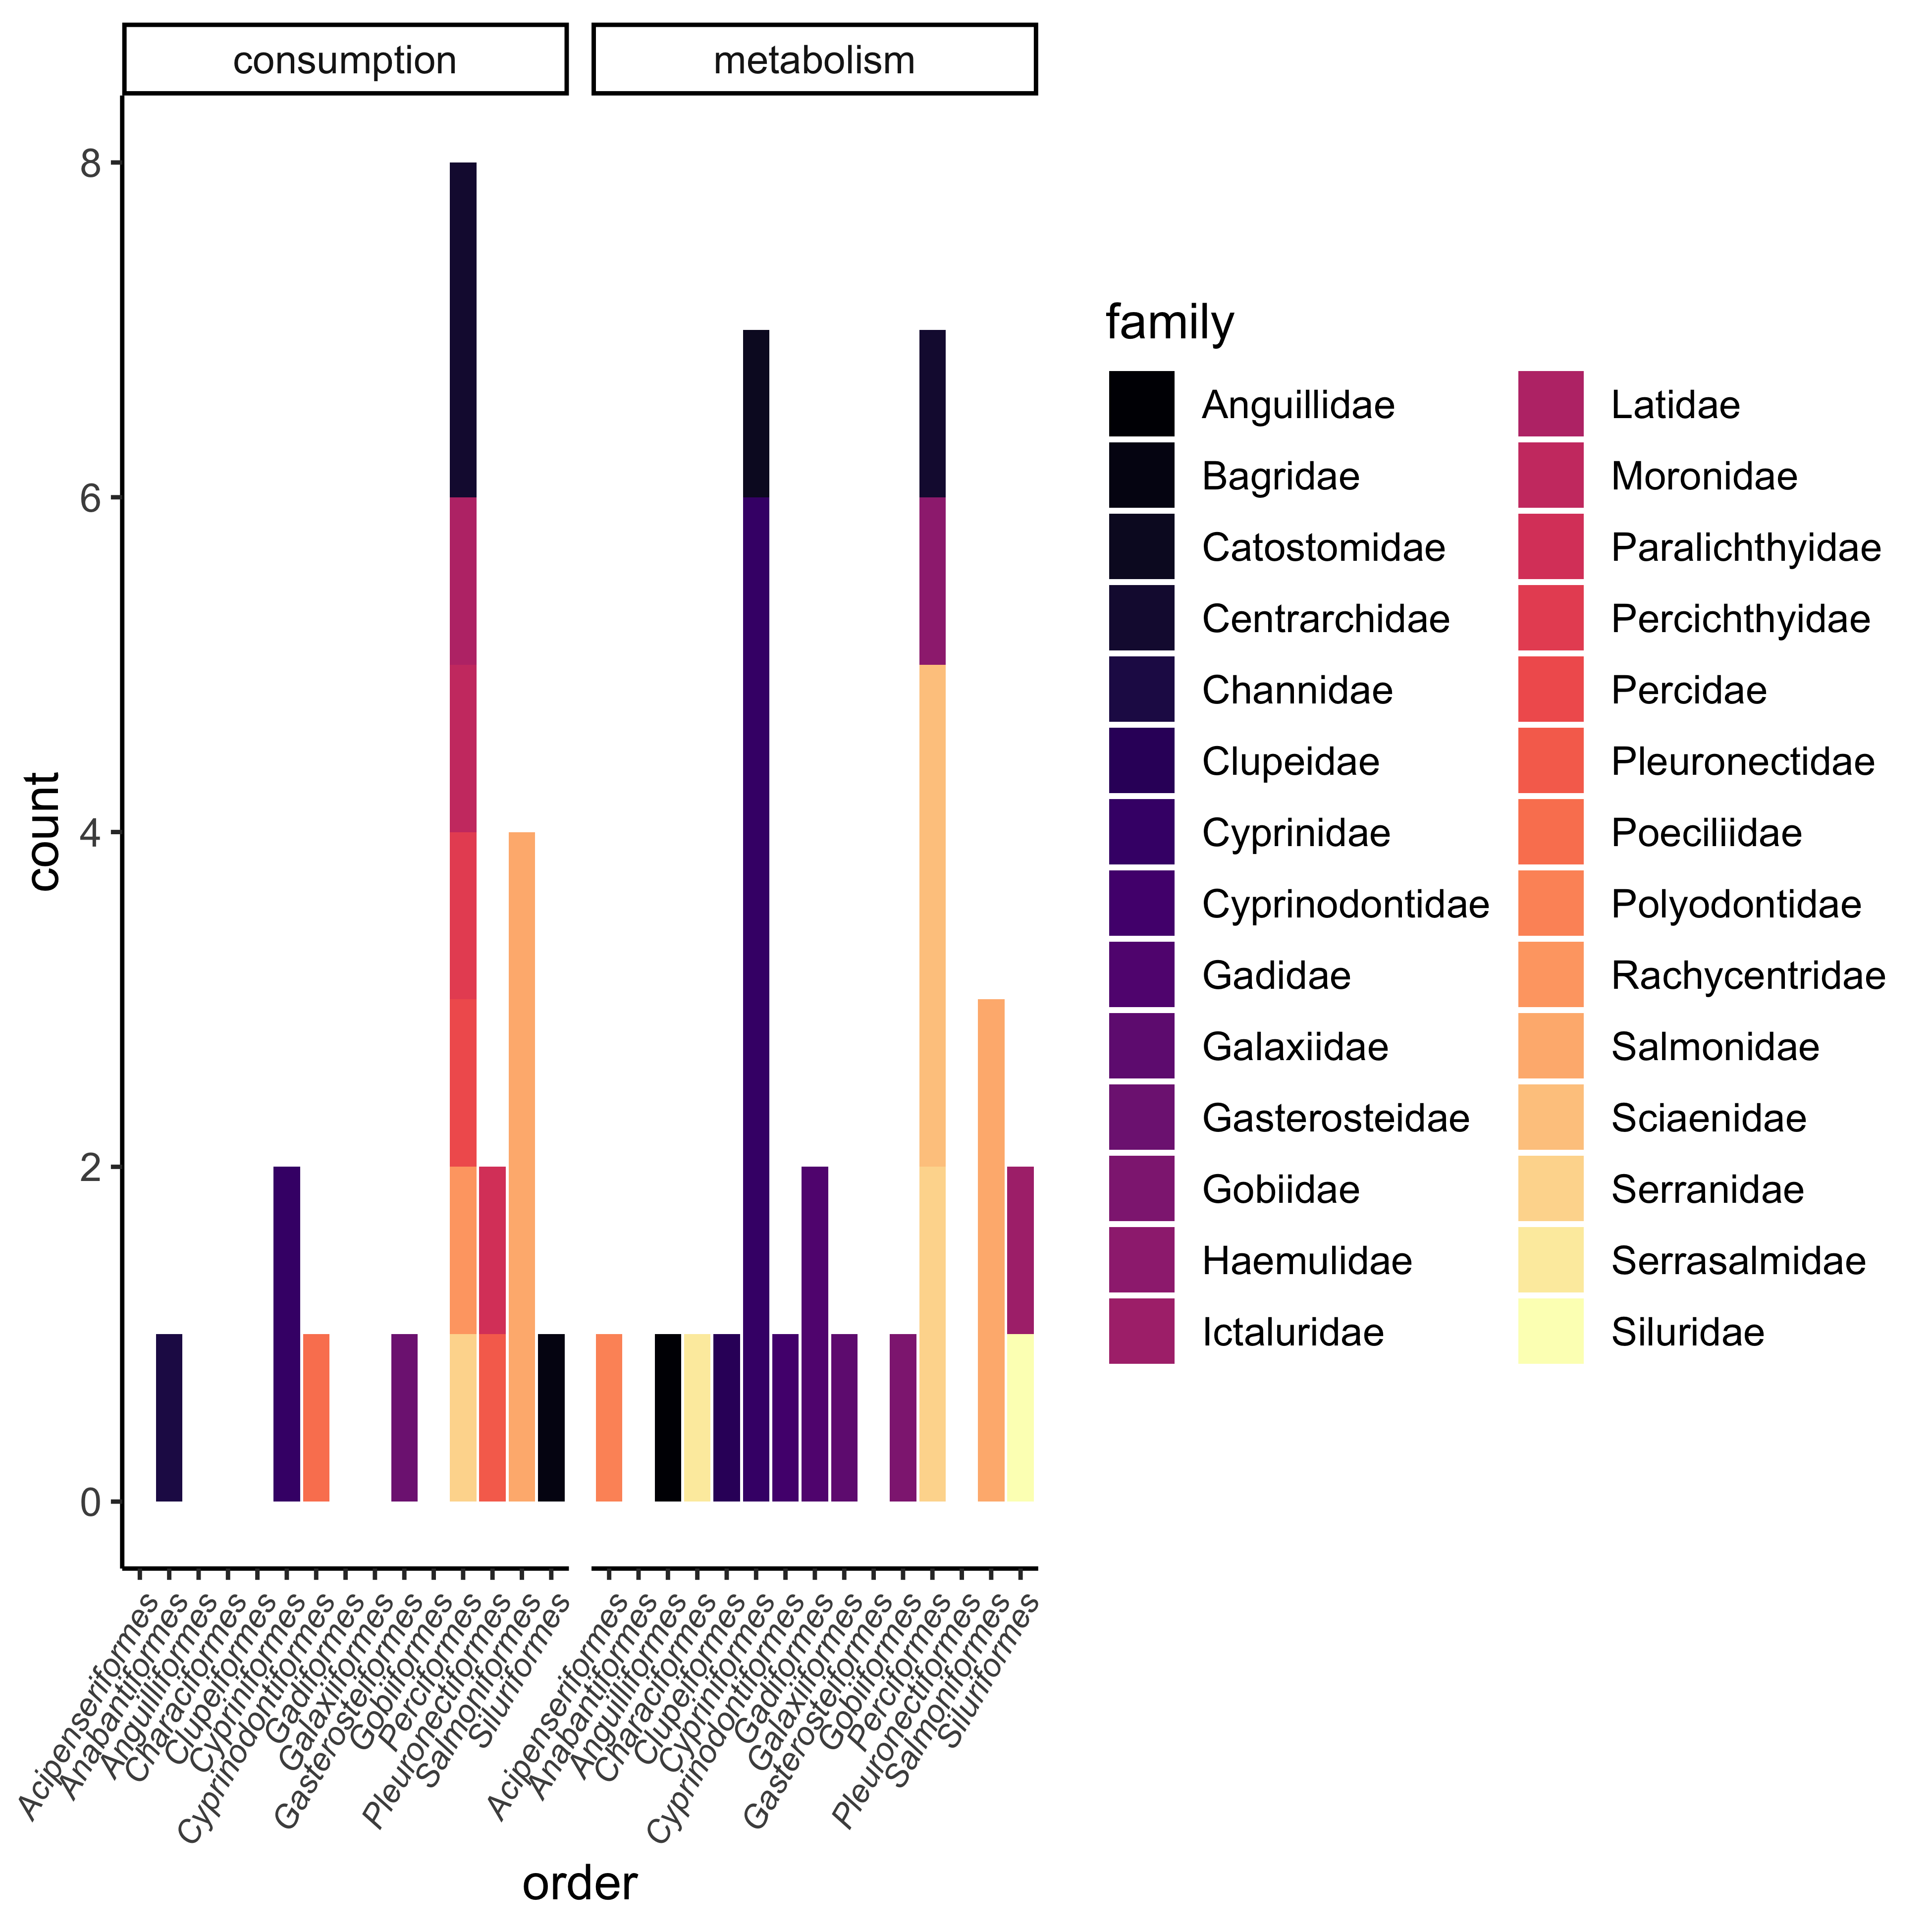 consumption
metabolism
8
6
4
2
0
count
Acipenseriformes
Anabantiformes
Anguilliformes
Characiformes
Clupeiformes
Cypriniformes
Cyprinodontiformes
Gadiformes
Galaxiiformes
Gasterosteiformes
Gobiiformes
Perciformes
Pleuronectiformes
Salmoniformes
Siluriformes
Acipenseriformes
Anabantiformes
Anguilliformes
Characiformes
Clupeiformes
Cypriniformes
Cyprinodontiformes
Gadiformes
Galaxiiformes
Gasterosteiformes
Gobiiformes
Perciformes
Pleuronectiformes
Salmoniformes
Siluriformes
order
family
Anguillidae
Bagridae
Catostomidae
Centrarchidae
Channidae
Clupeidae
Cyprinidae
Cyprinodontidae
Gadidae
Galaxiidae
Gasterosteidae
Gobiidae
Haemulidae
Ictaluridae
Latidae
Moronidae
Paralichthyidae
Percichthyidae
Percidae
Pleuronectidae
Poeciliidae
Polyodontidae
Rachycentridae
Salmonidae
Sciaenidae
Serranidae
Serrasalmidae
Siluridae